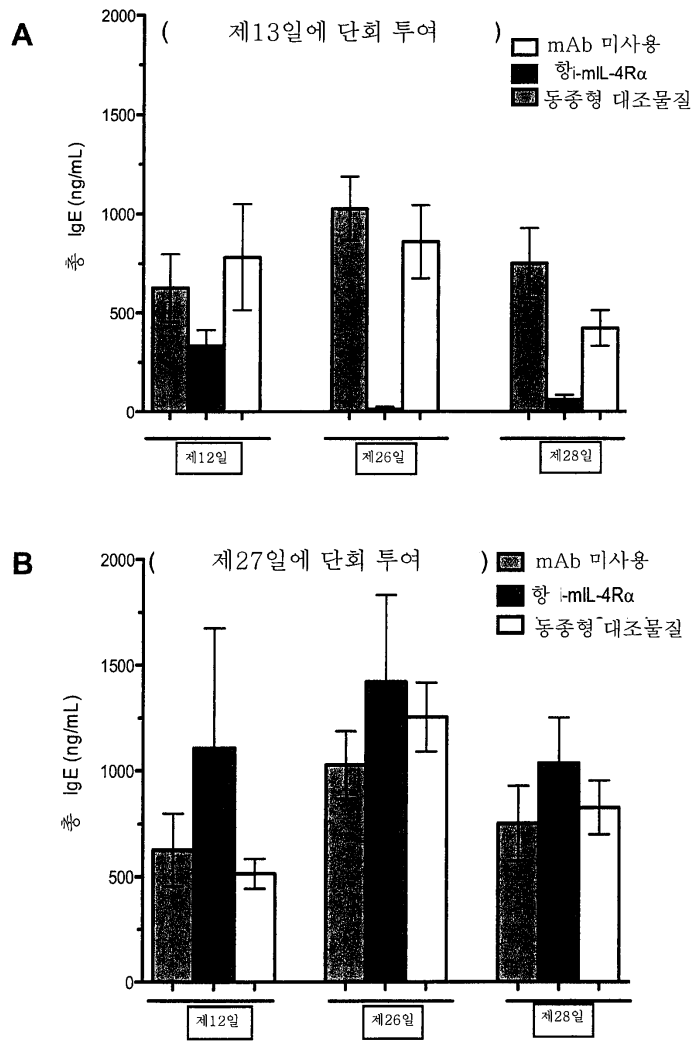 A
( 제13일에 단회 투여 )
mAb 미사용
항i-mIL-4Rα
동종형 대조물질
총 IgE (ng/mL)
2000
1500
1000
500
0
제12일
제26일
제28일
B
( 제27일에 단회 투여 )
mAb 미사용
항 i-mIL-4Rα
동종형 대조물질
총 IgE (ng/mL)
2000
1500
1000
500
0
제12일
제26일
제28일